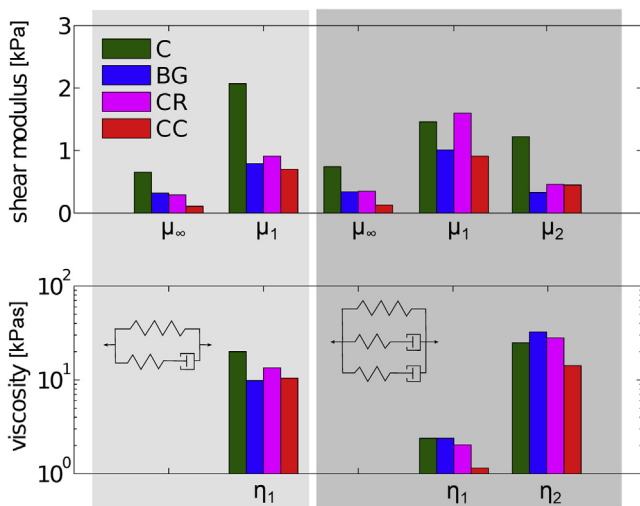 shear modulus [kPa]
3
2
1
0
C
BG
CR
CC
μ∞ μ1 μ∞ μ1 μ2
viscosity [kPas]
10²
10¹
10⁰
η1 η1 η2